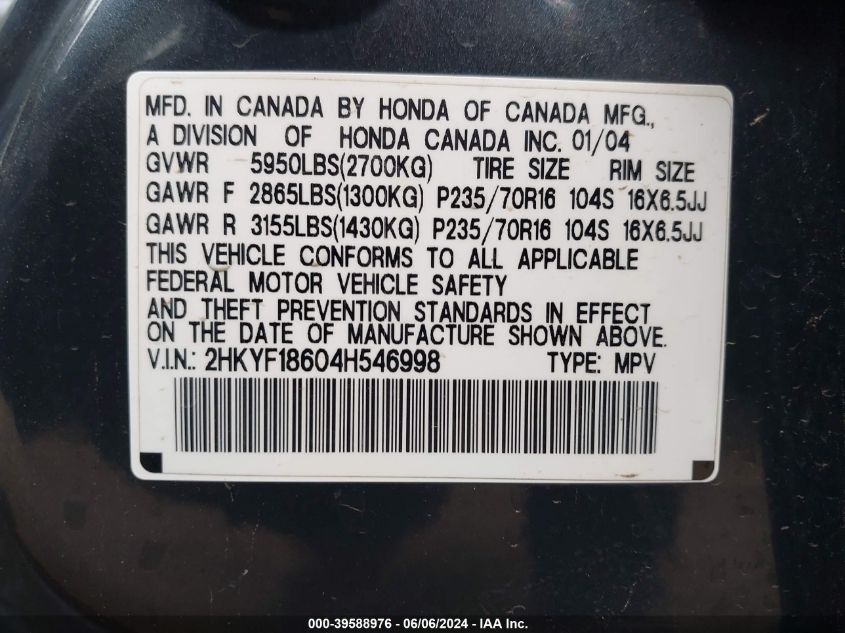 MFD. IN CANADA BY HONDA OF CANADA MFG.,
A DIVISION OF HONDA CANADA INC. 01/04
GVWR 5950LBS(2700KG) TIRE SIZE RIM SIZE
GAWR F 2865LBS(1300KG) P235/70R16 104S 16X6.5JJ
GAWR R 3155LBS(1430KG) P235/70R16 104S 16X6.5JJ
THIS VEHICLE CONFORMS TO ALL APPLICABLE
FEDERAL MOTOR VEHICLE SAFETY
AND THEFT PREVENTION STANDARDS IN EFFECT
ON THE DATE OF MANUFACTURE SHOWN ABOVE.
V.I.N.: 2HKYF18604H546998 TYPE: MPV
000-39588976 - 06/06/2024 - Copyright © IAA, Inc.